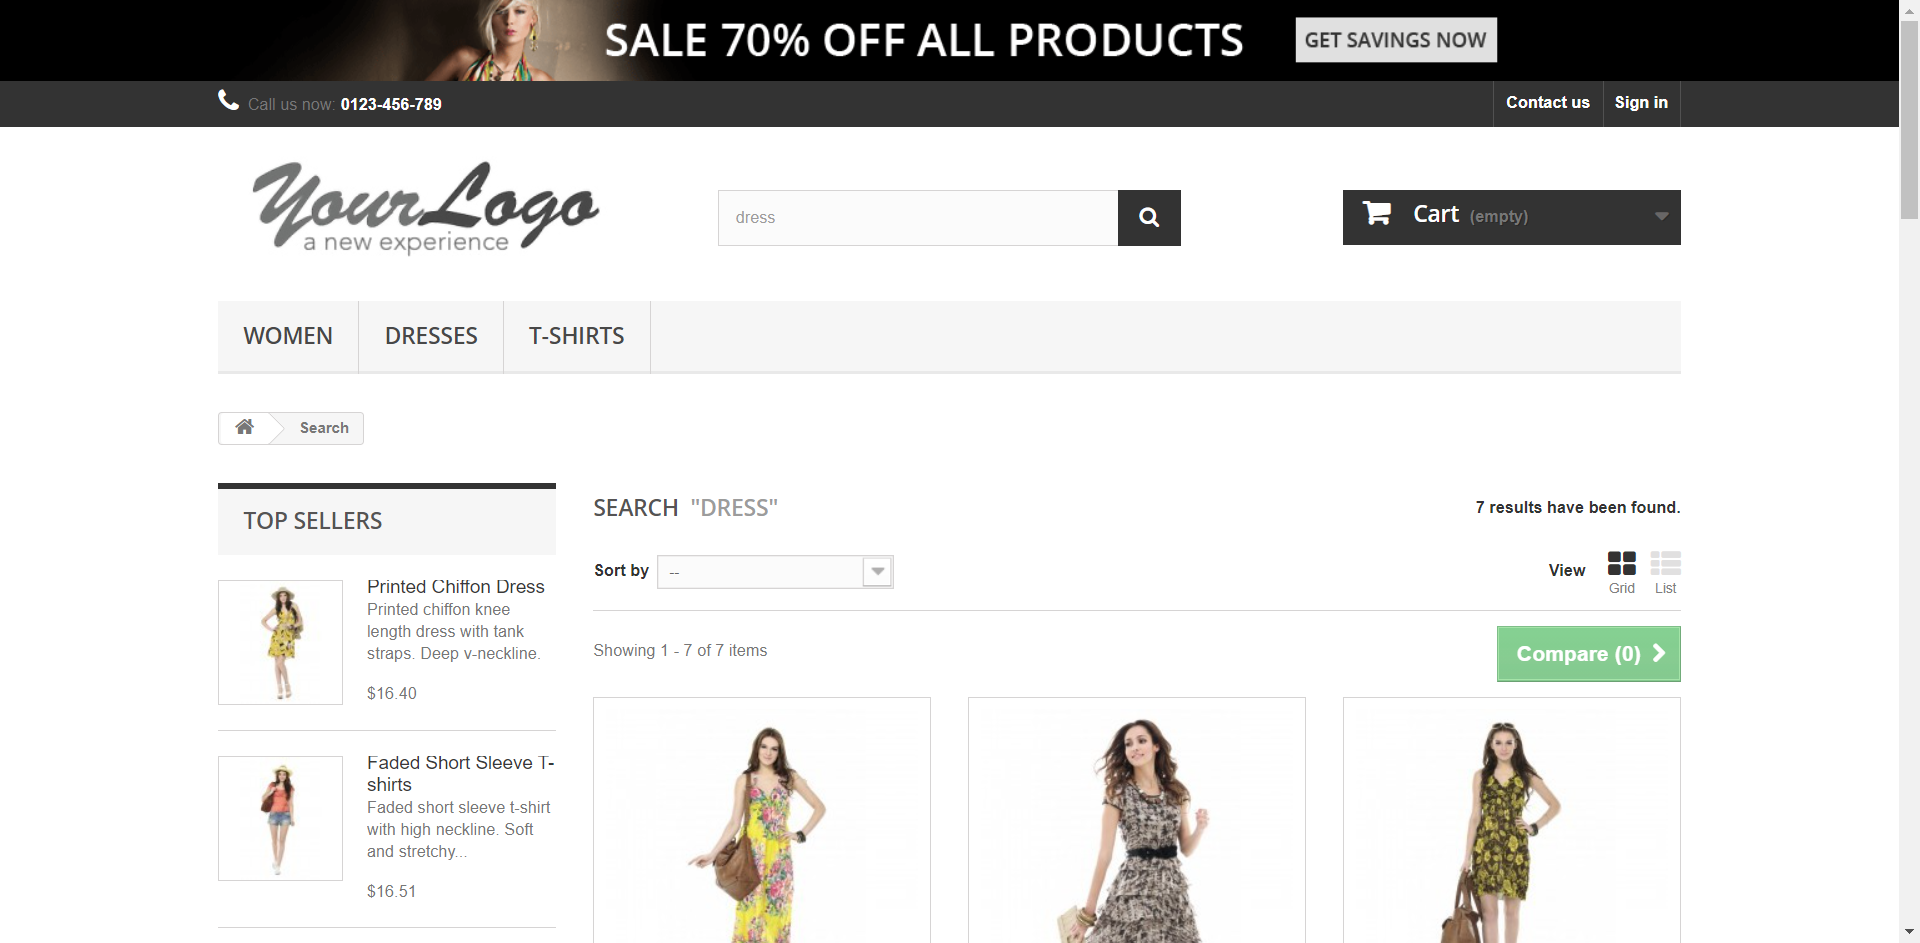 SALE 70% OFF ALL PRODUCTS
GET SAVINGS NOW
Call us now: 0123-456-789
Contact us
Sign in
Your Logo
a new experience
dress
Cart (empty)
WOMEN
DRESSES
T-SHIRTS
Search
TOP SELLERS
Printed Chiffon Dress
Printed chiffon knee
length dress with tank
straps. Deep v-neckline.
$16.40
Faded Short Sleeve T-
shirts
Faded short sleeve t-shirt
with high neckline. Soft
and stretchy...
$16.51
SEARCH "DRESS"
7 results have been found.
Sort by
--
View
Grid
List
Showing 1 - 7 of 7 items
Compare (0)